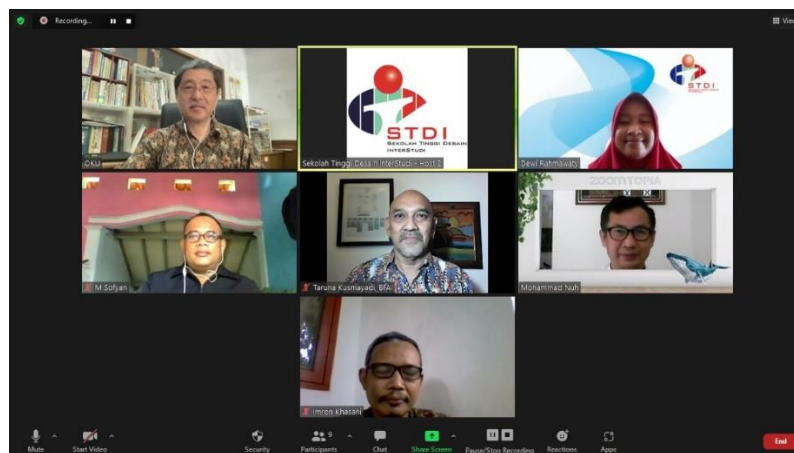 Recording...
View
OKU
STDI
SEKOLAH TINGGI DESAIN
INTERSTUDI
Sekolah Tinggi Desain InterStudi - Host 2
STDI
Dewi Rahmawaty
M Sofyan
Taruna Kusmayadi, BFA
ZOOMTOPIA
Mohammad Nuh
Imron Khasani
Mute
Start Video
Security
9
Participants
Chat
Share Screen
Pause/Stop Recording
Reactions
Apps
End